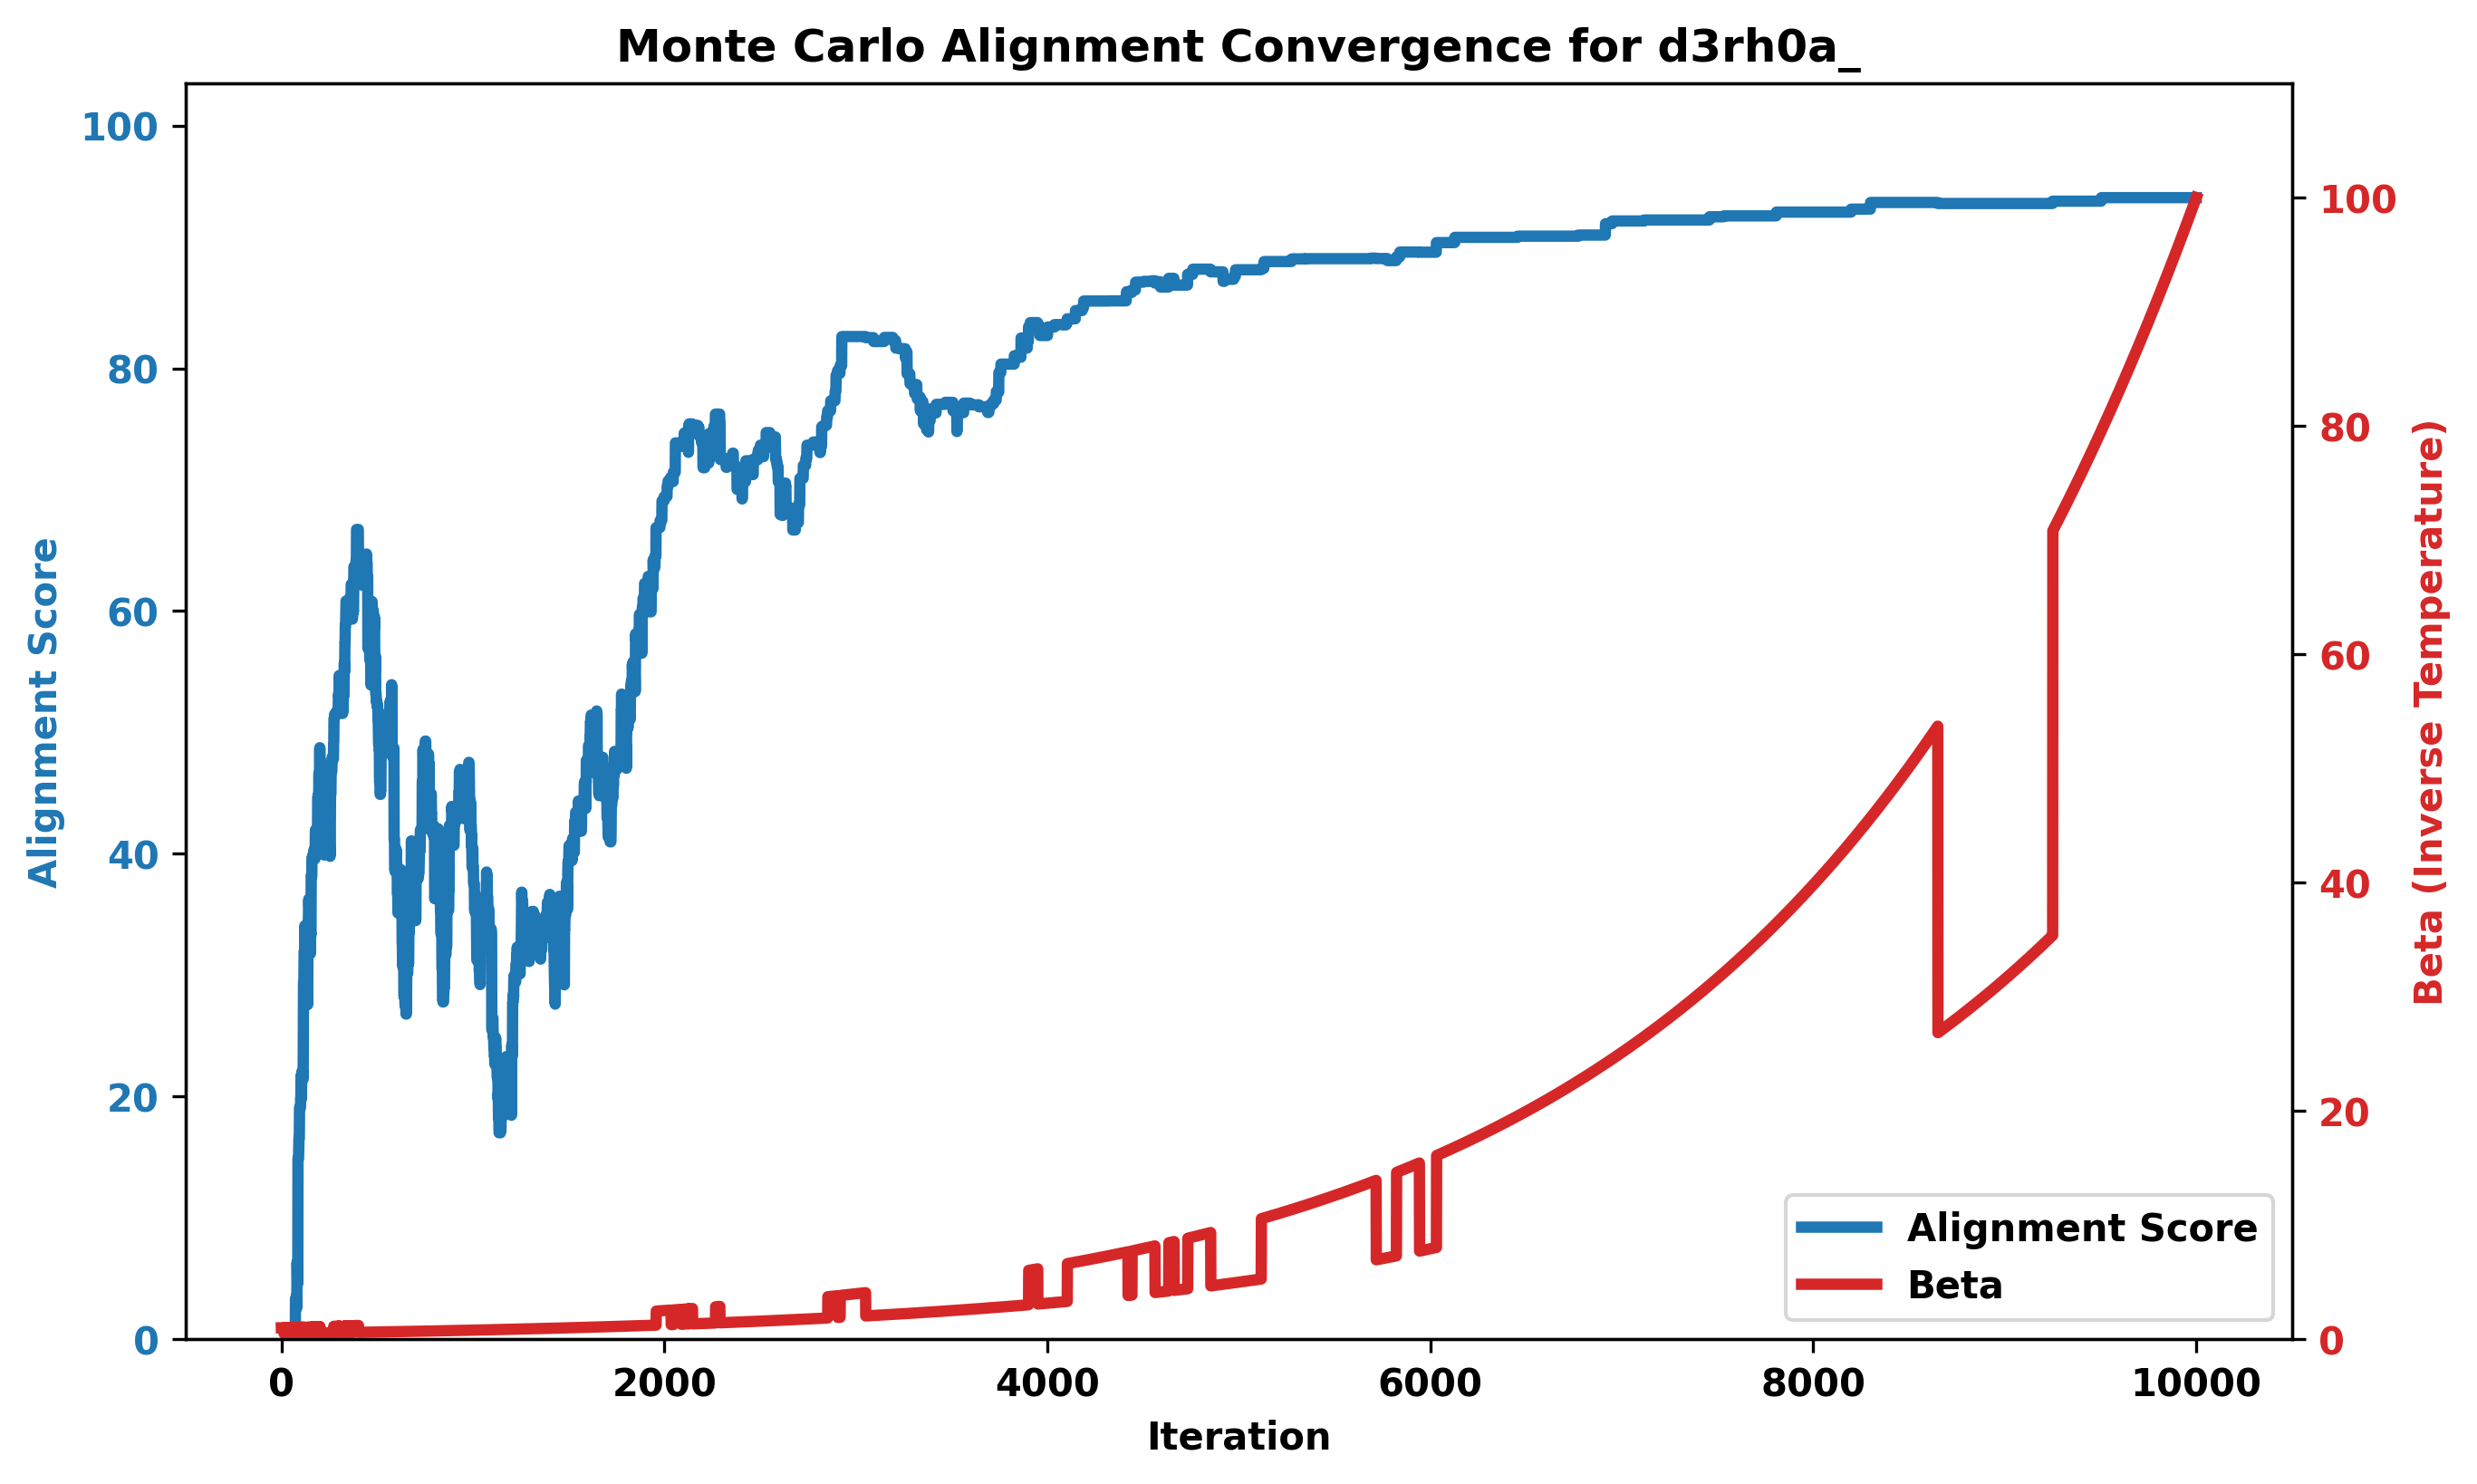 Monte Carlo Alignment Convergence for d3rh0a_
100
80
60
40
20
0
Alignment Score
100
80
60
40
20
0
Beta (Inverse Temperature)
Alignment Score
Beta
0 2000 4000 6000 8000 10000
Iteration